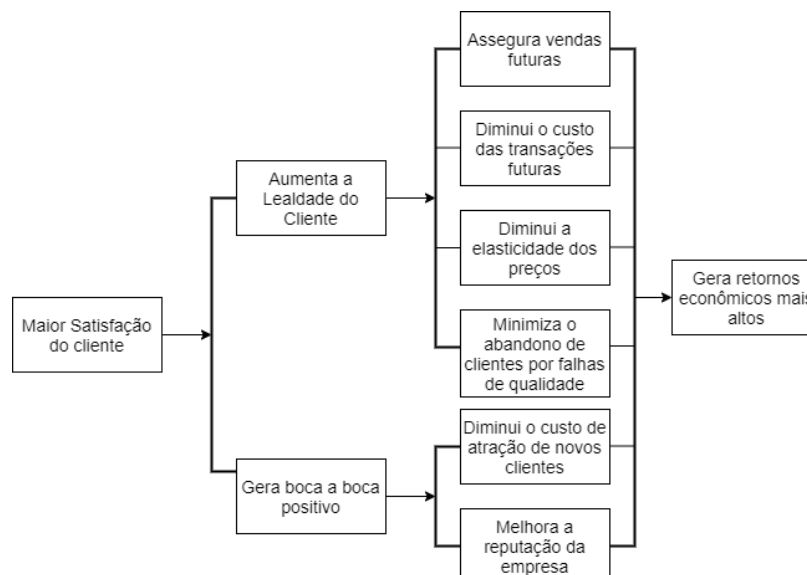 Assegura vendas
futuras
Diminui o custo
das transações
futuras
Aumenta a
Lealdade do
Cliente
Diminui a
elasticidade dos
preços
Gera retornos
econômicos mais
altos
Maior Satisfação
do cliente
Minimiza o
abandono de
clientes por falhas
de qualidade
Diminui o custo de
atração de novos
clientes
Gera boca a boca
positivo
Melhora a
reputação da
empresa